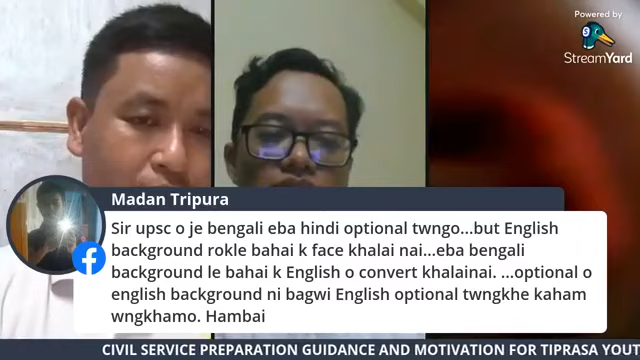 Powered by
StreamYard
Madan Tripura
Sir upsc o je bengali eba hindi optional twngo...but English
background rokle bahai k face khalai nai...eba bengali
background le bahai k English o convert khalainai. ...optional o
english background ni bagwi English optional twngkhe kaham
wngkhamo. Hambai
CIVIL SERVICE PREPARATION GUIDANCE AND MOTIVATION FOR TIPRASA YOUT